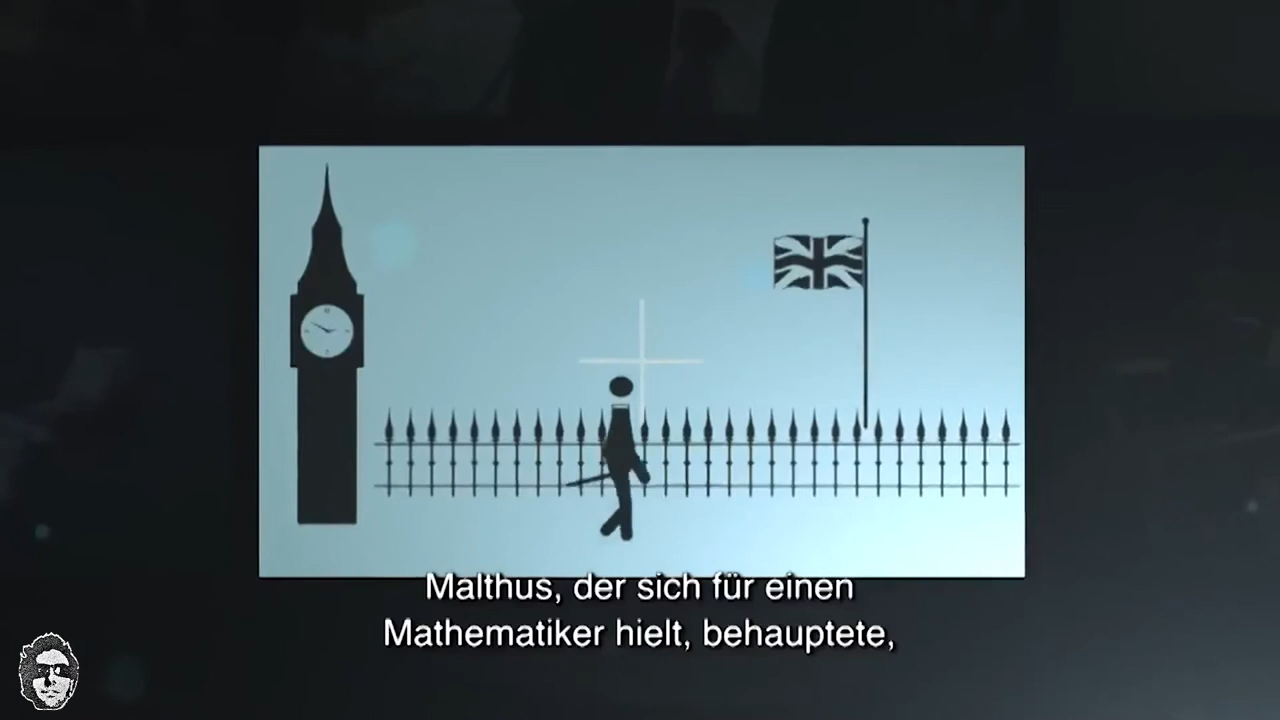 Malthus, der sich für einen
Mathematiker hielt, behauptete,